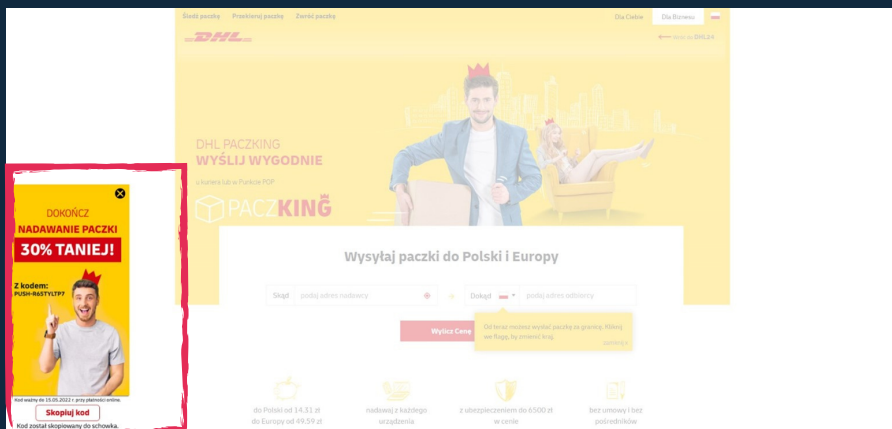 Śledź paczkę Przekieruj paczkę Zwróć paczkę Dla Ciebie Dla Biznesu
DHL
DHL24
DHL PACZKING
WYŚLIJ WYGODNIE
u kuriera lub w Punkcie POP
PACZKINĞ
Wysyłaj paczki do Polski i Europy
Skąd podaj adres nadawcy Dokąd podaj adres odbiorcy
Wylicz Cenę
Od teraz możesz wysłać paczkę za granicę. Kliknij
we flagę, by zmienić kraj.
do Polski od 14.31 zł
do Europy od 49.59 zł
nadawaj z każdego
urządzenia
z ubezpieczeniem do 6500 zł
w cenie
bez umowy i bez
pośredników
DOKOŃCZ
NADAWANIE PACZKI
30% TANIEJ!
Z kodem:
PUSH-R6STYLTP7
Kod ważny do 15.05.2022 r. przy płatności online.
Skopiuj kod
Kod został skopiowany do schowka.